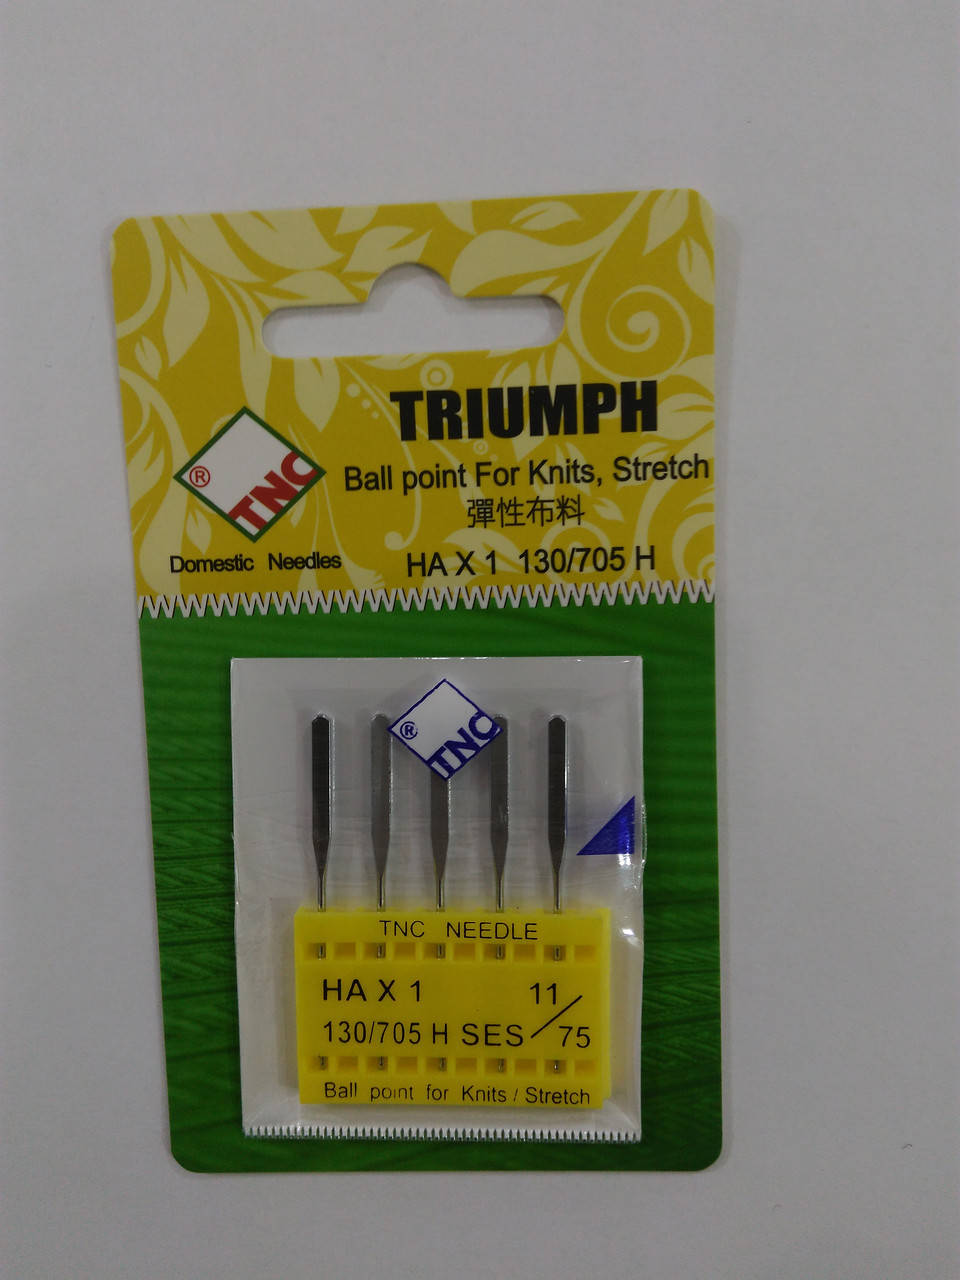 TRIUMPH
Ball point For Knits, Stretch
彈性布料
HA X 1 130/705 H
® TNC
Domestic Needles
® TNC
TNC NEEDLE
HA X 1 11/75
130/705 H SES
Ball point for Knits / Stretch